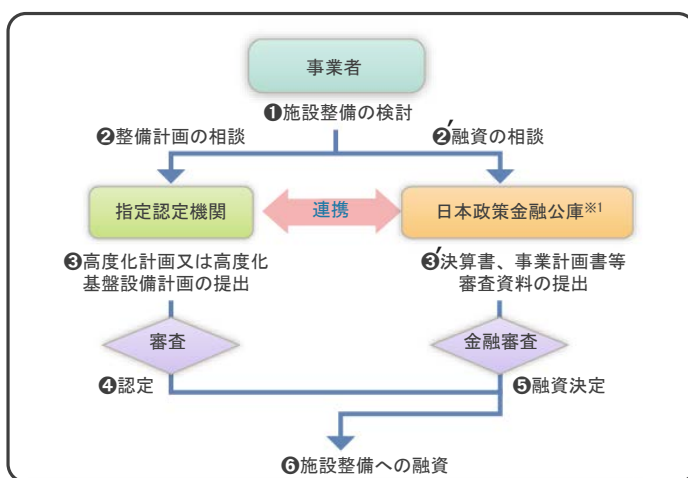 事業者
❶施設整備の検討
❷整備計画の相談
❷′融資の相談
指定認定機関
連携
日本政策金融公庫※1
❸高度化計画又は高度化
基盤設備計画の提出
❸′決算書、事業計画書等
審査資料の提出
審査
金融審査
❹認定
❺融資決定
❻施設整備への融資